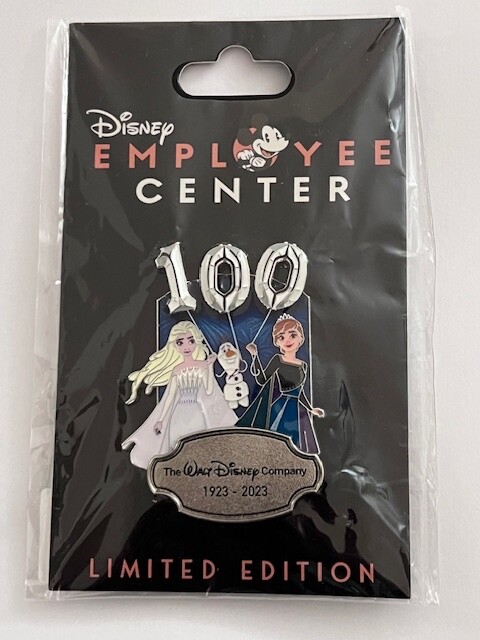 Disney
EMPLOYEE
CENTER
100
The Walt Disney Company
1923 - 2023
LIMITED EDITION